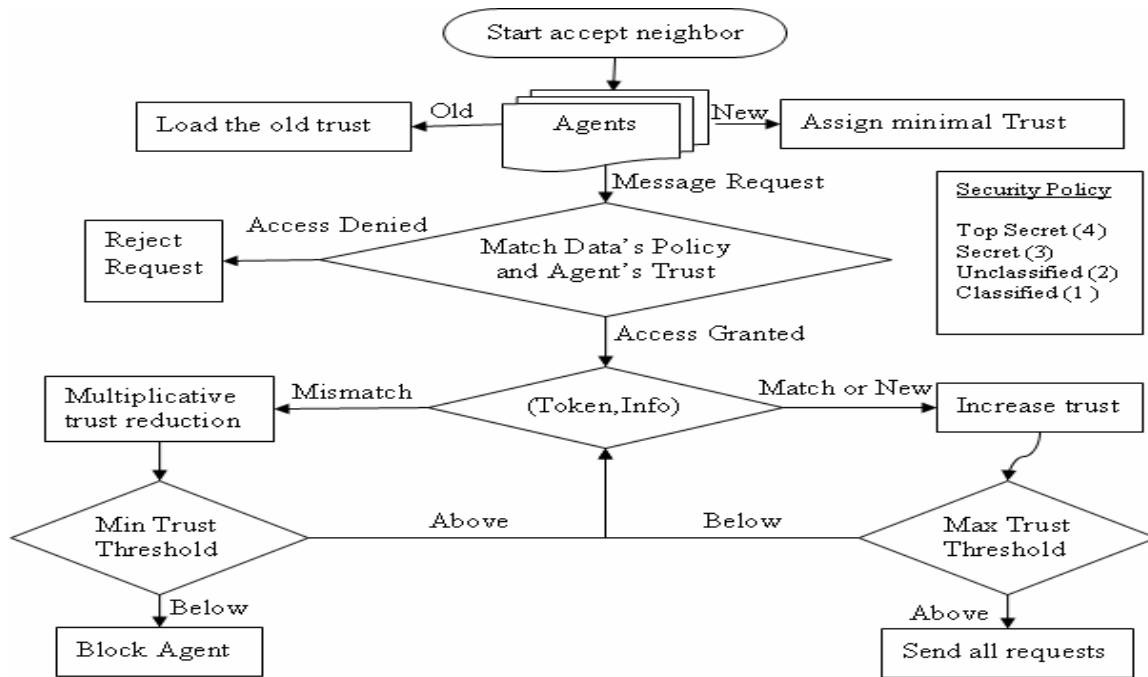 Start accept neighbor
Load the old trust
Old
Agents
New
Assign minimal Trust
Message Request
Security Policy
Top Secret (4)
Secret (3)
Unclassified (2)
Classified (1 )
Access Denied
Reject
Request
Match Data's Policy
and Agent's Trust
Access Granted
Multiplicative
trust reduction
Mismatch
(Token,Info)
Match or New
Increase trust
Min Trust
Threshold
Above
Below
Max Trust
Threshold
Below
Above
Block Agent
Send all requests